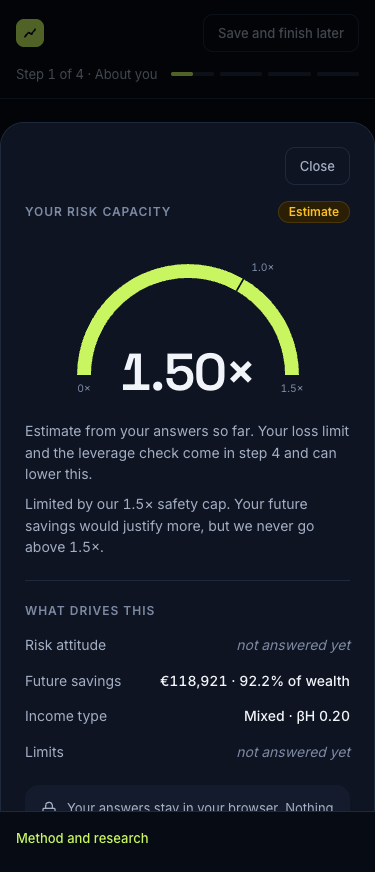 Save and finish later
Step 1 of 4 · About you
Close
YOUR RISK CAPACITY
Estimate
1.0×
1.50×
0×
1.5×
Estimate from your answers so far. Your loss limit
and the leverage check come in step 4 and can
lower this.
Limited by our 1.5× safety cap. Your future
savings would justify more, but we never go
above 1.5×.
WHAT DRIVES THIS
Risk attitude not answered yet
Future savings €118,921 · 92.2% of wealth
Income type Mixed · βH 0.20
Limits not answered yet
Your answers stay in your browser. Nothing
Method and research